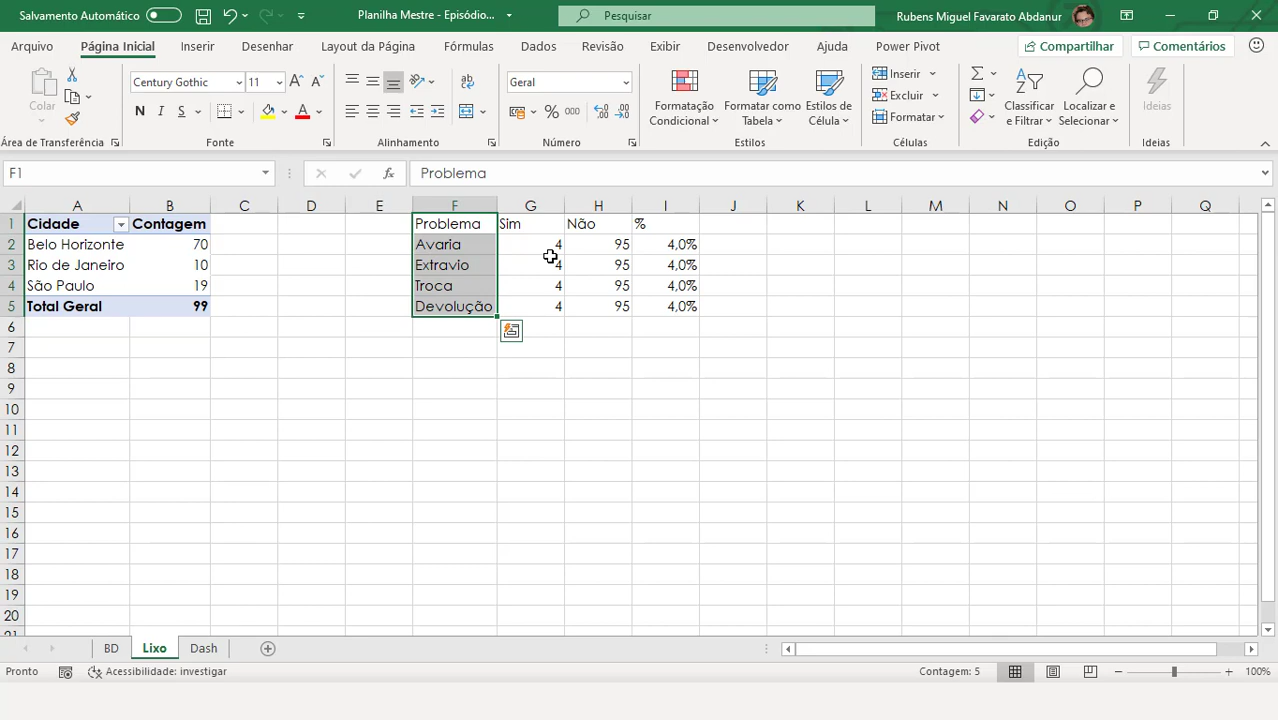 Salvamento Automático
Planilha Mestre - Episódio...
Pesquisar
Rubens Miguel Favarato Abdanur
Arquivo Página Inicial Inserir Desenhar Layout da Página Fórmulas Dados Revisão Exibir Desenvolvedor Ajuda Power Pivot Compartilhar Comentários
Colar
Área de Transferência
Century Gothic 11
N I S
Fonte
Alinhamento
Geral
% 000
Número
Formatação Condicional
Formatar como Tabela
Estilos de Célula
Estilos
Inserir
Excluir
Formatar
Células
Classificar e Filtrar
Localizar e Selecionar
Edição
Ideias
Ideias
F1 fx Problema
A B C D E F G H I J K L M N O P Q
1 Cidade Contagem Problema Sim Não %
2 Belo Horizonte 70 Avaria 4 95 4,0%
3 Rio de Janeiro 10 Extravio 4 95 4,0%
4 São Paulo 19 Troca 4 95 4,0%
5 Total Geral 99 Devolução 4 95 4,0%
6
7
8
9
10
11
12
13
14
15
16
17
18
19
20
21
BD Lixo Dash
Pronto Acessibilidade: investigar Contagem: 5 100%